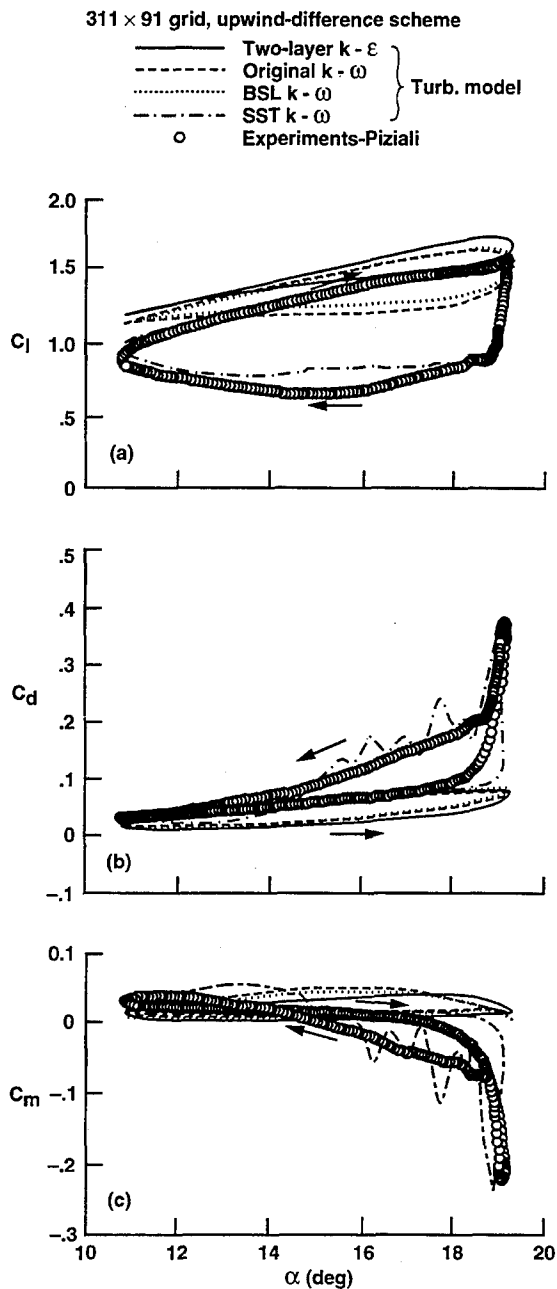 311 × 91 grid, upwind-difference scheme
Two-layer k - ε
Original k - ω
BSL k - ω
SST k - ω
Turb. model
Experiments-Piziali
2.0
1.5
1.0
.5
0
C_l
(a)
.5
.4
.3
.2
.1
0
-.1
C_d
(b)
0.1
0
-.1
-.2
-.3
C_m
(c)
10 12 14 16 18 20
α (deg)